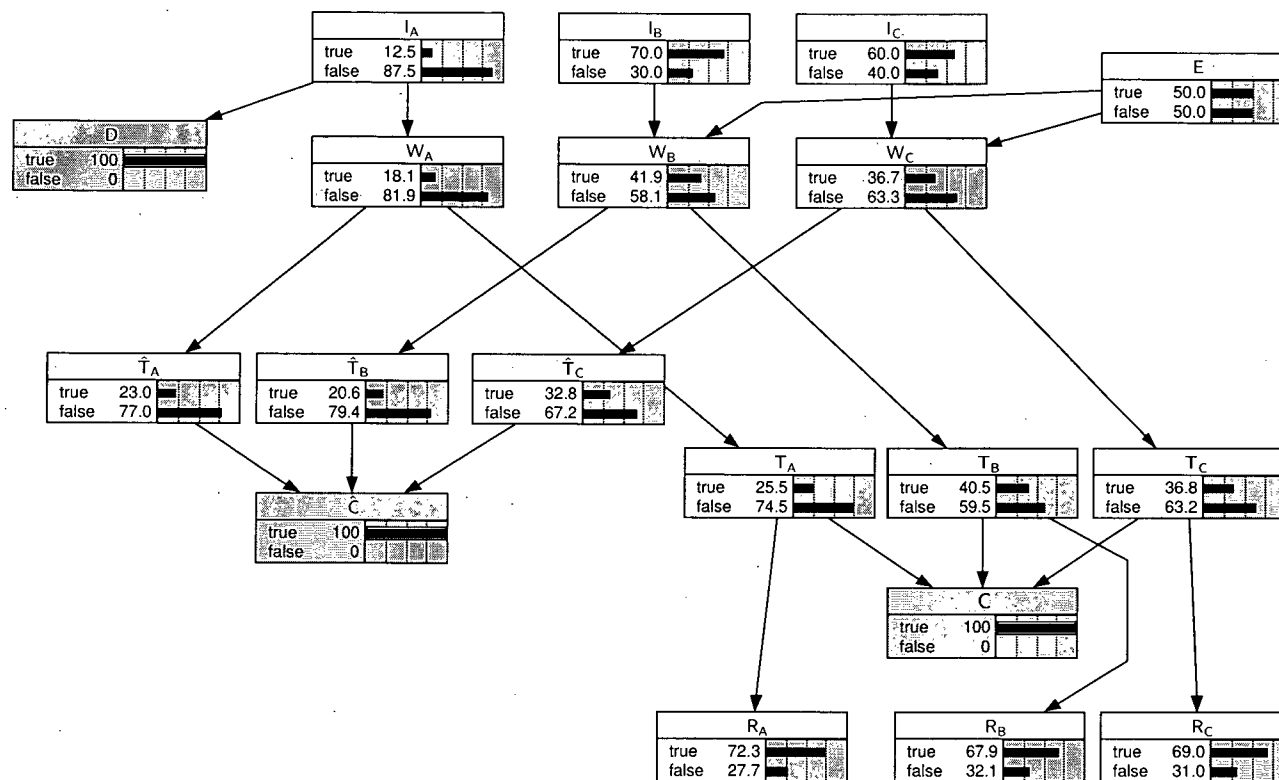 I_A
true 12.5
false 87.5
I_B
true 70.0
false 30.0
I_C
true 60.0
false 40.0
E
true 50.0
false 50.0
D
true 100
false 0
W_A
true 18.1
false 81.9
W_B
true 41.9
false 58.1
W_C
true 36.7
false 63.3
T̂_A
true 23.0
false 77.0
T̂_B
true 20.6
false 79.4
T̂_C
true 32.8
false 67.2
T_A
true 25.5
false 74.5
T_B
true 40.5
false 59.5
T_C
true 36.8
false 63.2
Ĉ
true 100
false 0
C
true 100
false 0
R_A
true 72.3
false 27.7
R_B
true 67.9
false 32.1
R_C
true 69.0
false 31.0